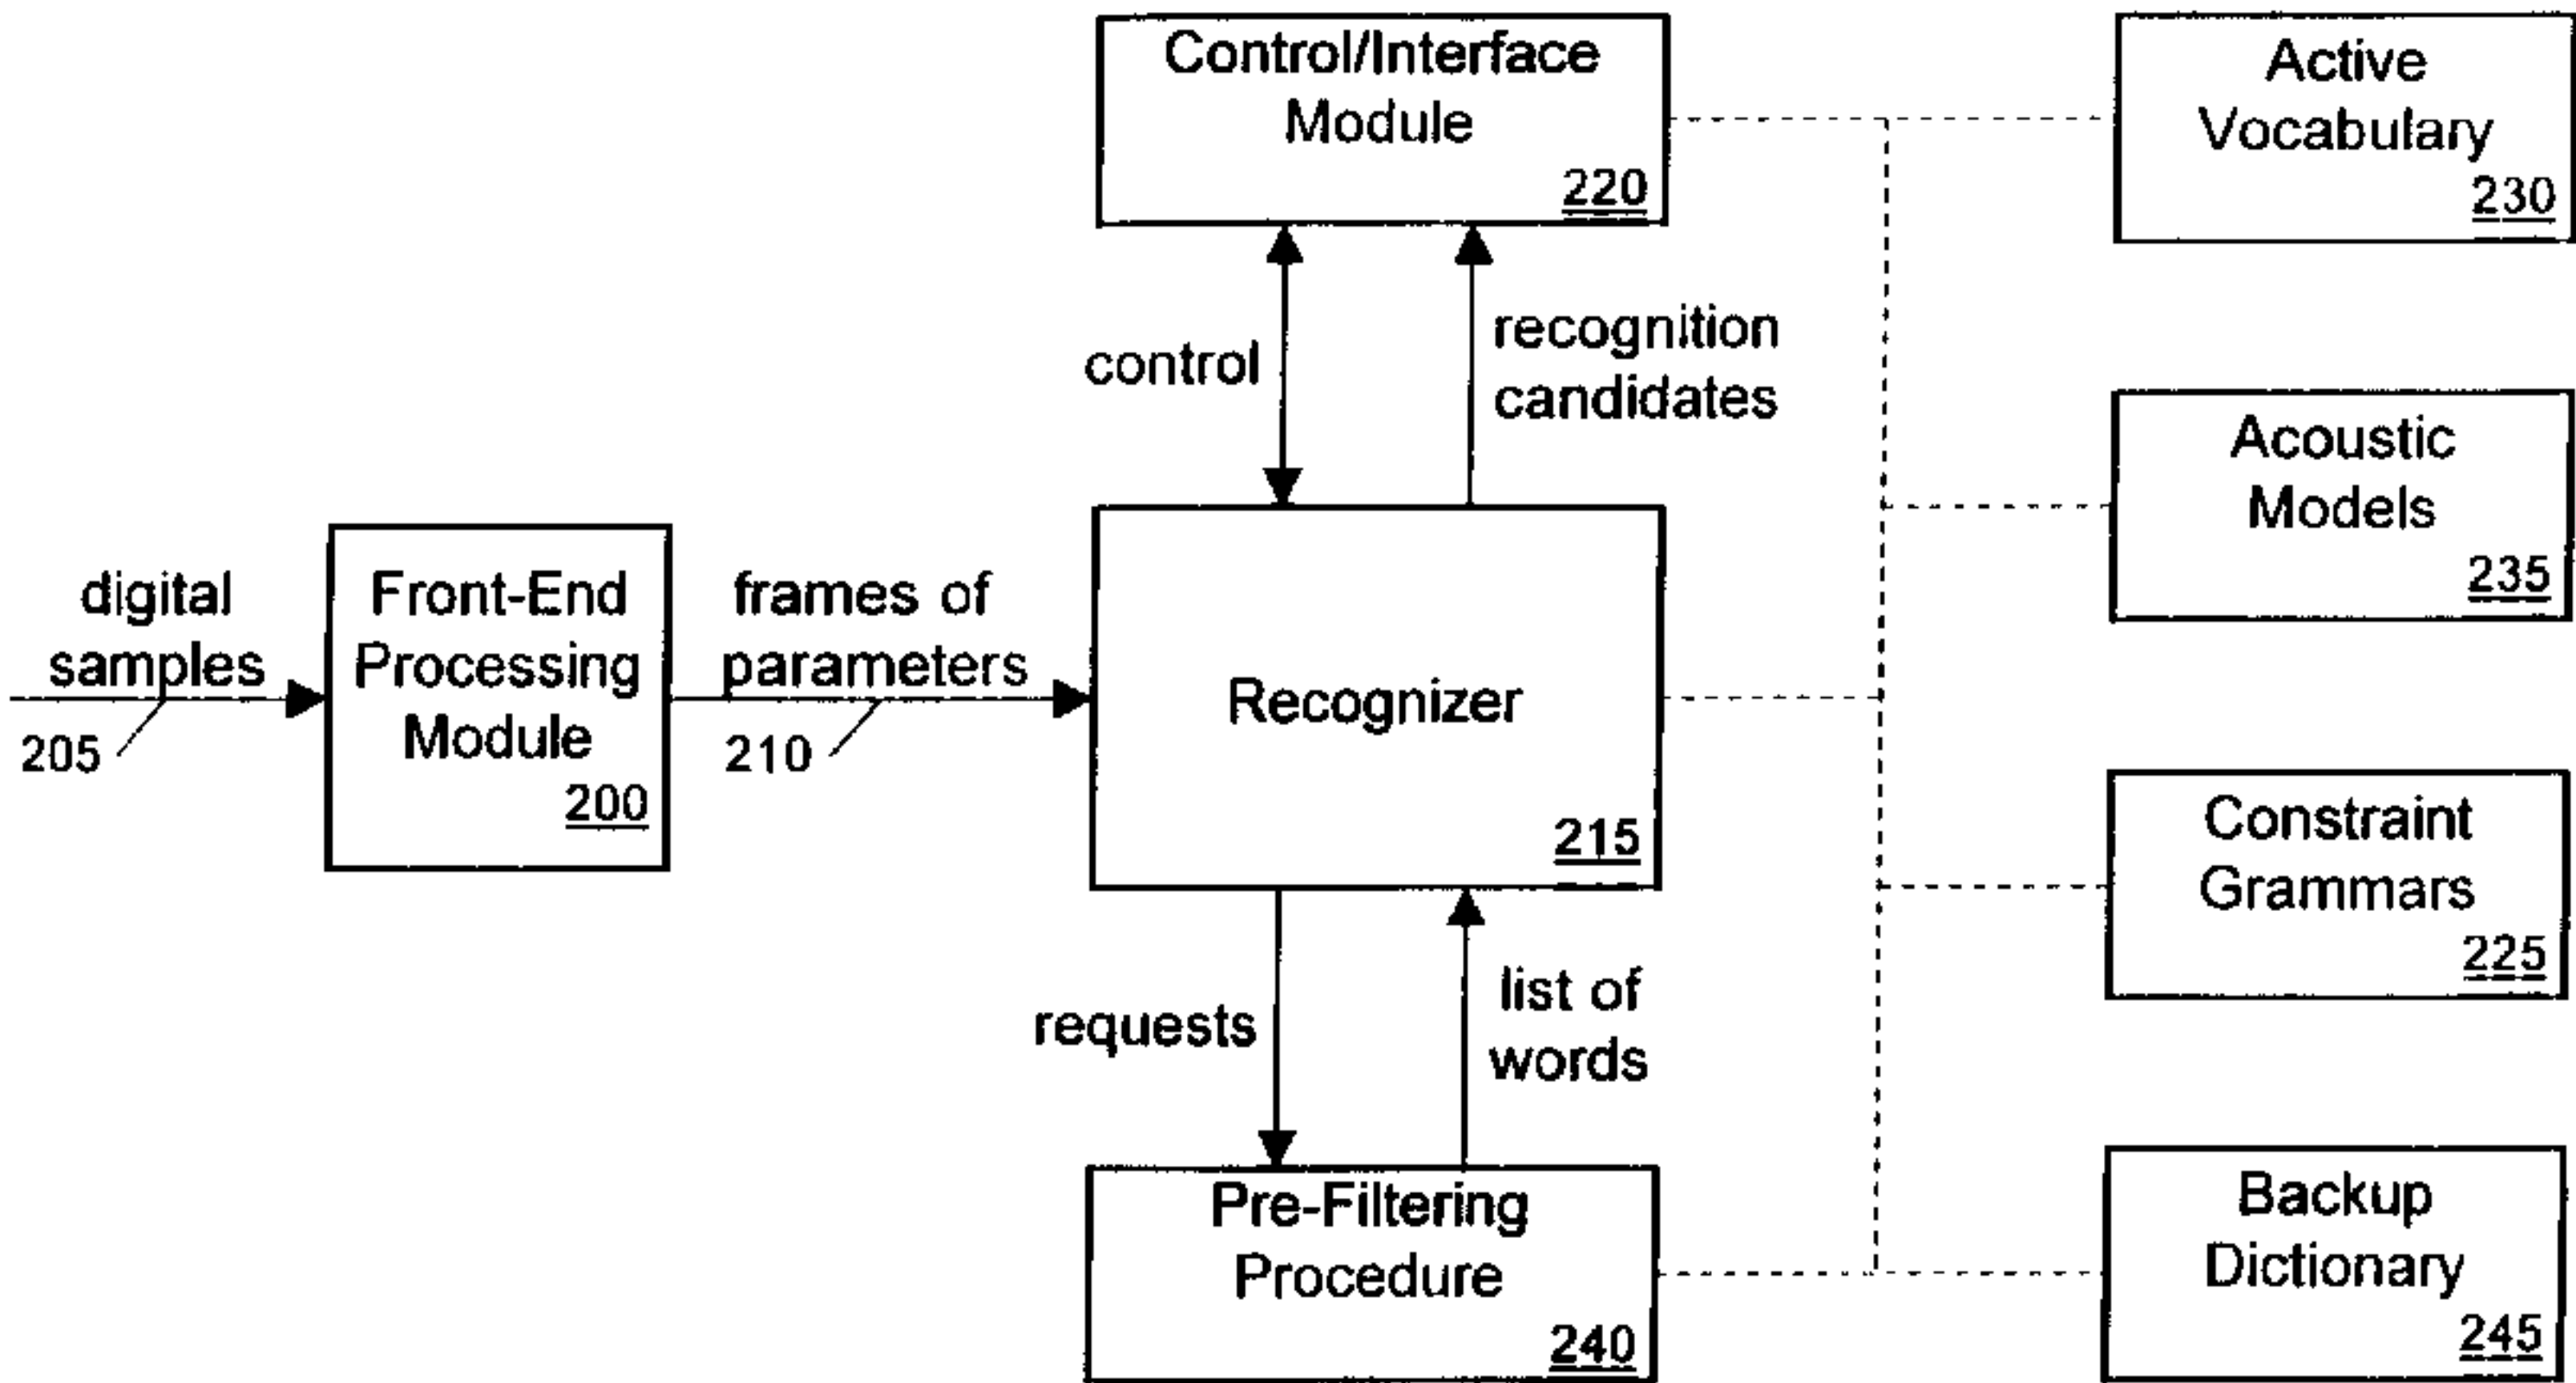 Control/Interface
Module
220
Active
Vocabulary
230
control
recognition
candidates
Acoustic
Models
235
digital
samples
205
Front-End
Processing
Module
200
frames of
parameters
210
Recognizer
215
Constraint
Grammars
225
requests
list of
words
Pre-Filtering
Procedure
240
Backup
Dictionary
245